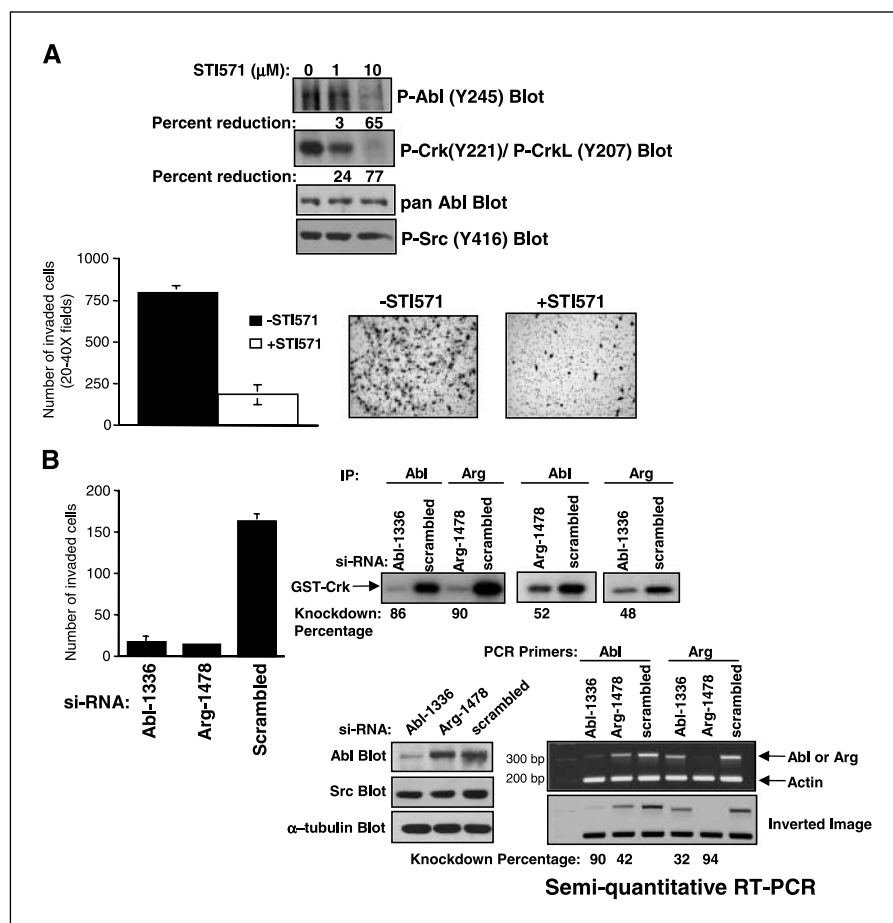 A
STI571 (μM): 0 1 10
P-Abl (Y245) Blot
Percent reduction: 3 65
P-Crk(Y221)/ P-CrkL (Y207) Blot
Percent reduction: 24 77
pan Abl Blot
P-Src (Y416) Blot
Number of invaded cells
(20-40X fields)
1000
750
500
250
0
-STI571
+STI571
-STI571
+STI571
B
Number of invaded cells
200
150
100
50
0
si-RNA:
Abl-1336
Arg-1478
Scrambled
IP: Abl Arg Abl Arg
si-RNA:
Abl-1336
scrambled
Arg-1478
scrambled
Arg-1478
scrambled
Abl-1336
scrambled
GST-Crk
Knockdown: 86 90 52 48
Percentage
si-RNA:
Abl-1336
Arg-1478
scrambled
Abl Blot
Src Blot
α-tubulin Blot
PCR Primers: Abl Arg
Abl-1336
Arg-1478
scrambled
Abl-1336
Arg-1478
scrambled
300 bp
200 bp
Abl or Arg
Actin
Inverted Image
Knockdown Percentage: 90 42 32 94
Semi-quantitative RT-PCR